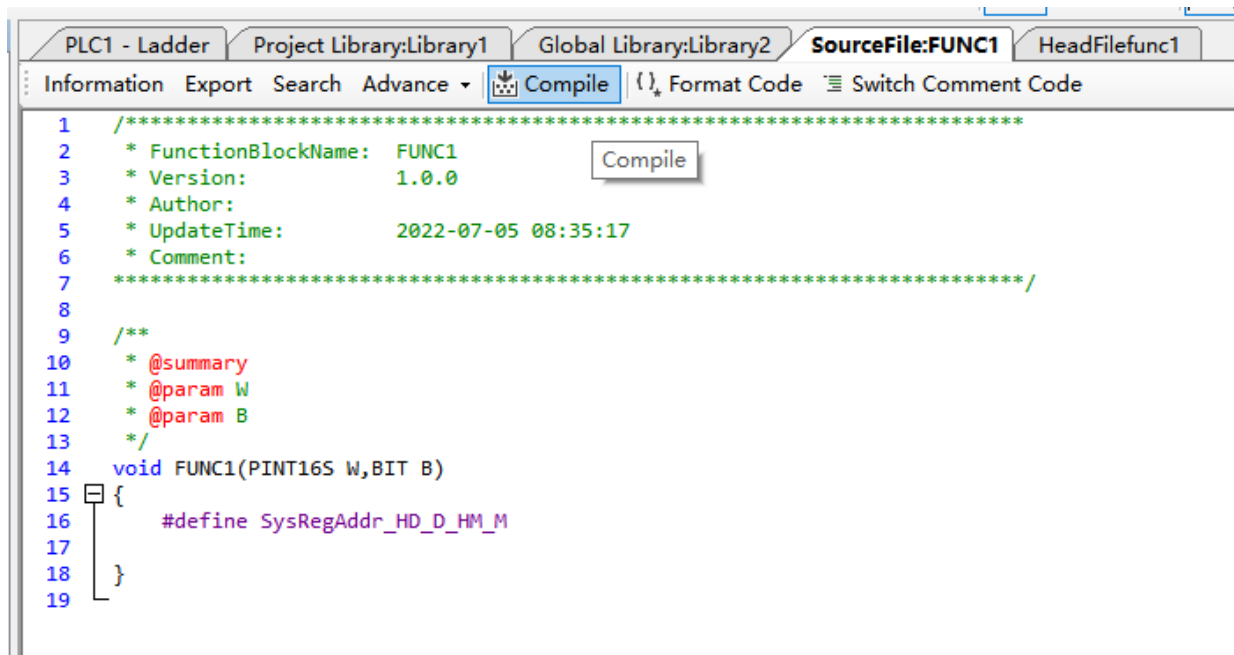 PLC1 - Ladder Project Library:Library1 Global Library:Library2 SourceFile:FUNC1 HeadFilefunc1
Information Export Search Advance Compile {}* Format Code Switch Comment Code
Compile
1 /*************************************************************************
2 * FunctionBlockName: FUNC1
3 * Version: 1.0.0
4 * Author:
5 * UpdateTime: 2022-07-05 08:35:17
6 * Comment:
7 **************************************************************************/
8
9 /**
10 * @summary
11 * @param W
12 * @param B
13 */
14 void FUNC1(PINT16S W,BIT B)
15 {
16 #define SysRegAddr_HD_D_HM_M
17
18 }
19